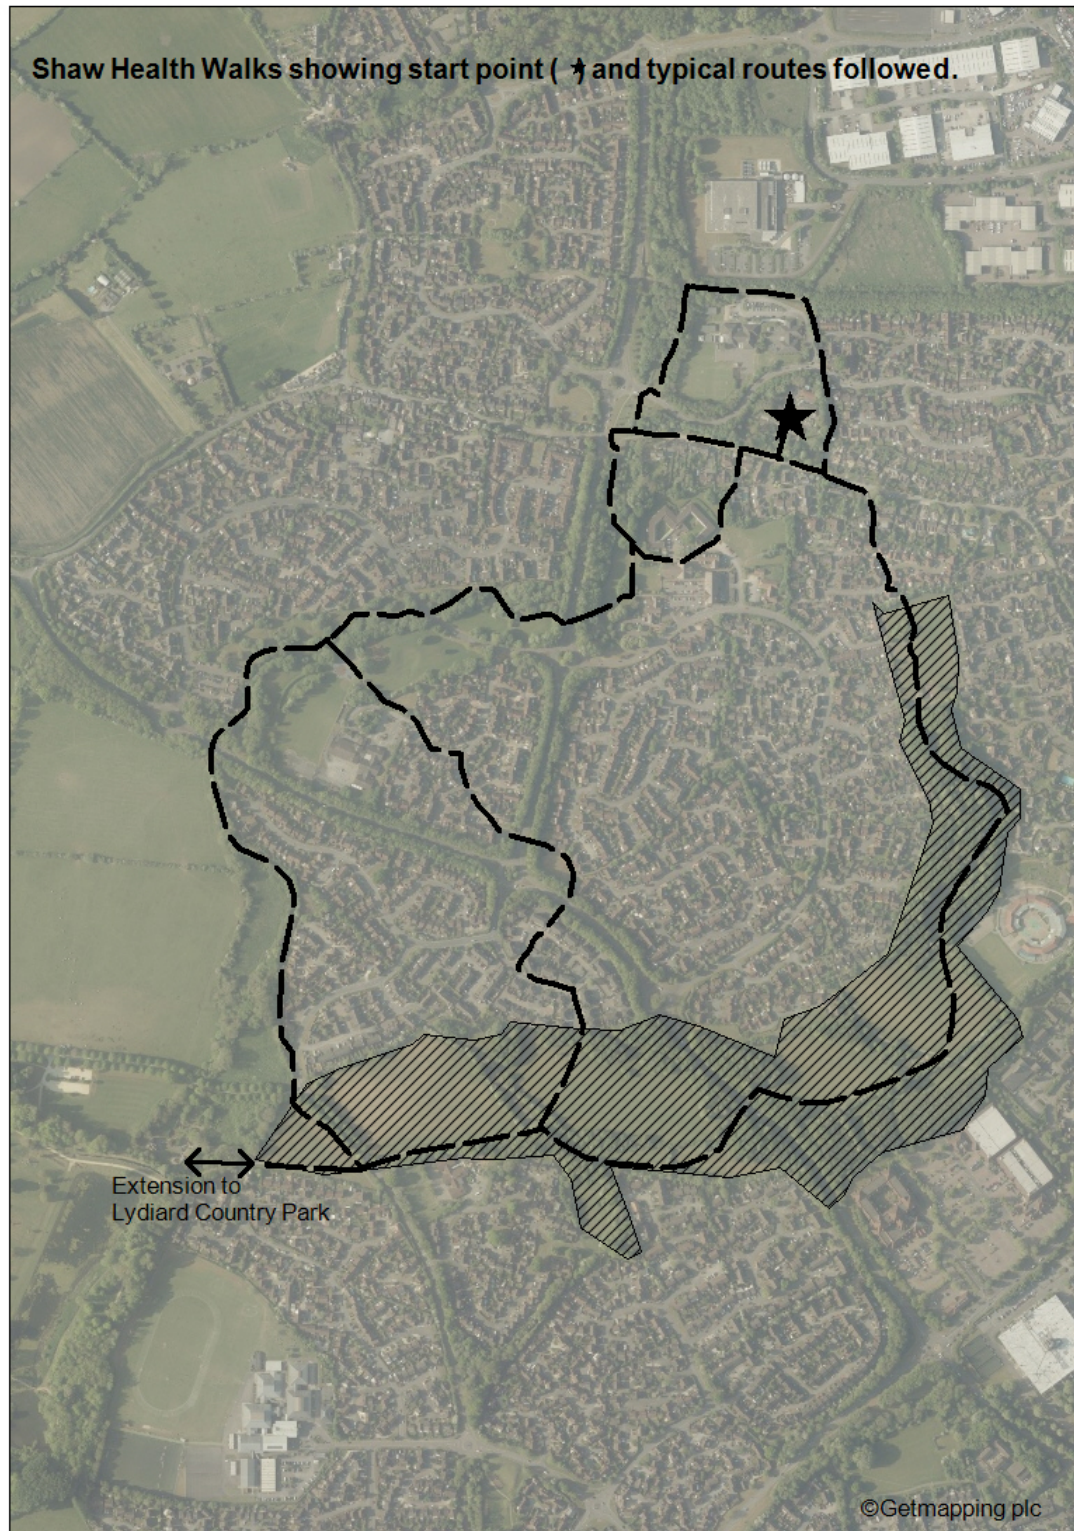 Shaw Health Walks showing start point ( ★) and typical routes followed.
Extension to
Lydiard Country Park
©Getmapping plc